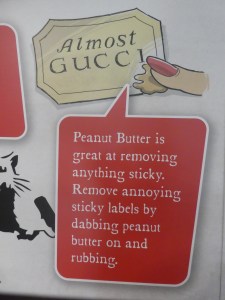 Almost
GUCCI
Peanut Butter is
great at removing
anything sticky.
Remove annoying
sticky labels by
dabbing peanut
butter on and
rubbing.